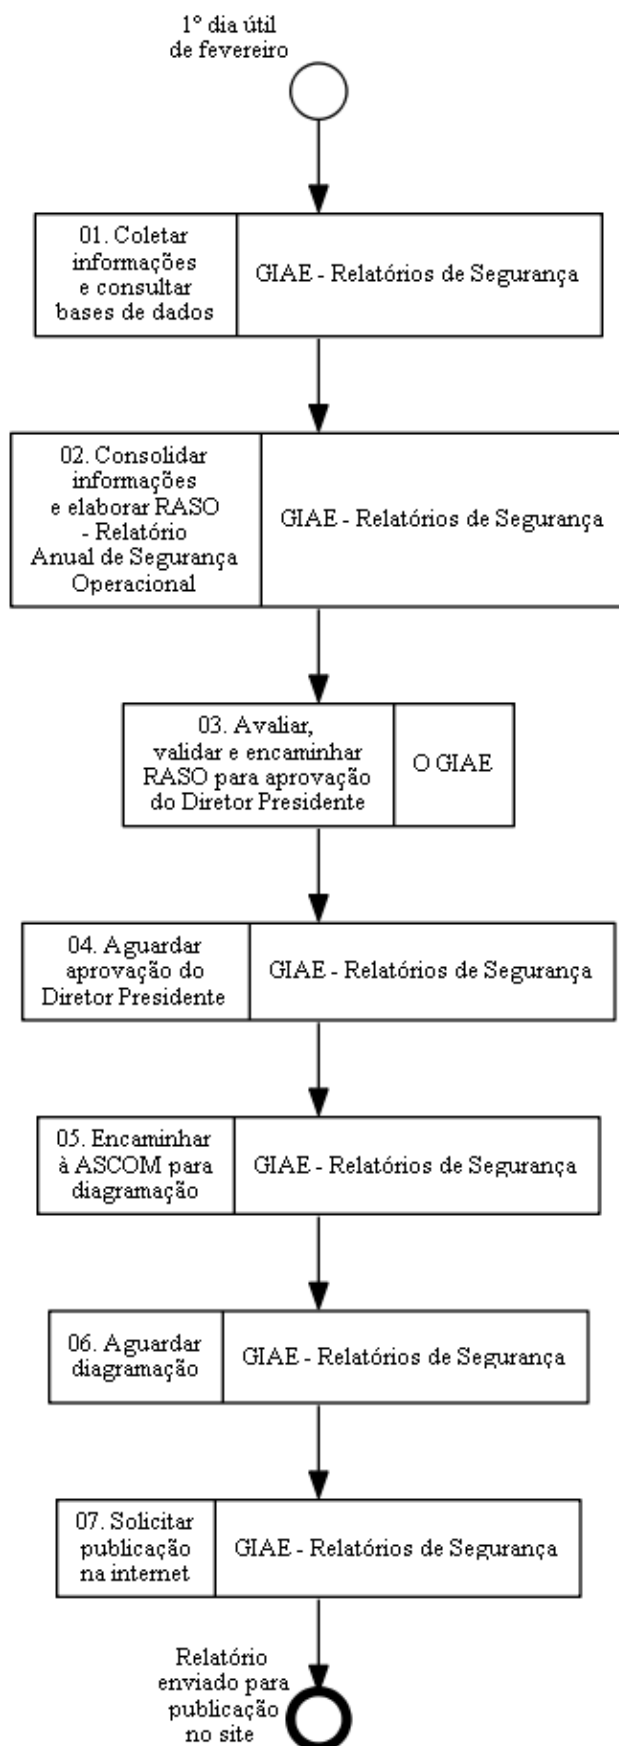 1° dia útil
de fevereiro
01. Coletar
informações
e consultar
bases de dados
GIAE - Relatórios de Segurança
02. Consolidar
informações
e elaborar RASO
- Relatório
Anual de Segurança
Operacional
GIAE - Relatórios de Segurança
03. Avaliar,
validar e encaminhar
RASO para aprovação
do Diretor Presidente
O GIAE
04. Aguardar
aprovação do
Diretor Presidente
GIAE - Relatórios de Segurança
05. Encaminhar
à ASCOM para
diagramação
GIAE - Relatórios de Segurança
06. Aguardar
diagramação
GIAE - Relatórios de Segurança
07. Solicitar
publicação
na internet
GIAE - Relatórios de Segurança
Relatório
enviado para
publicação
no site